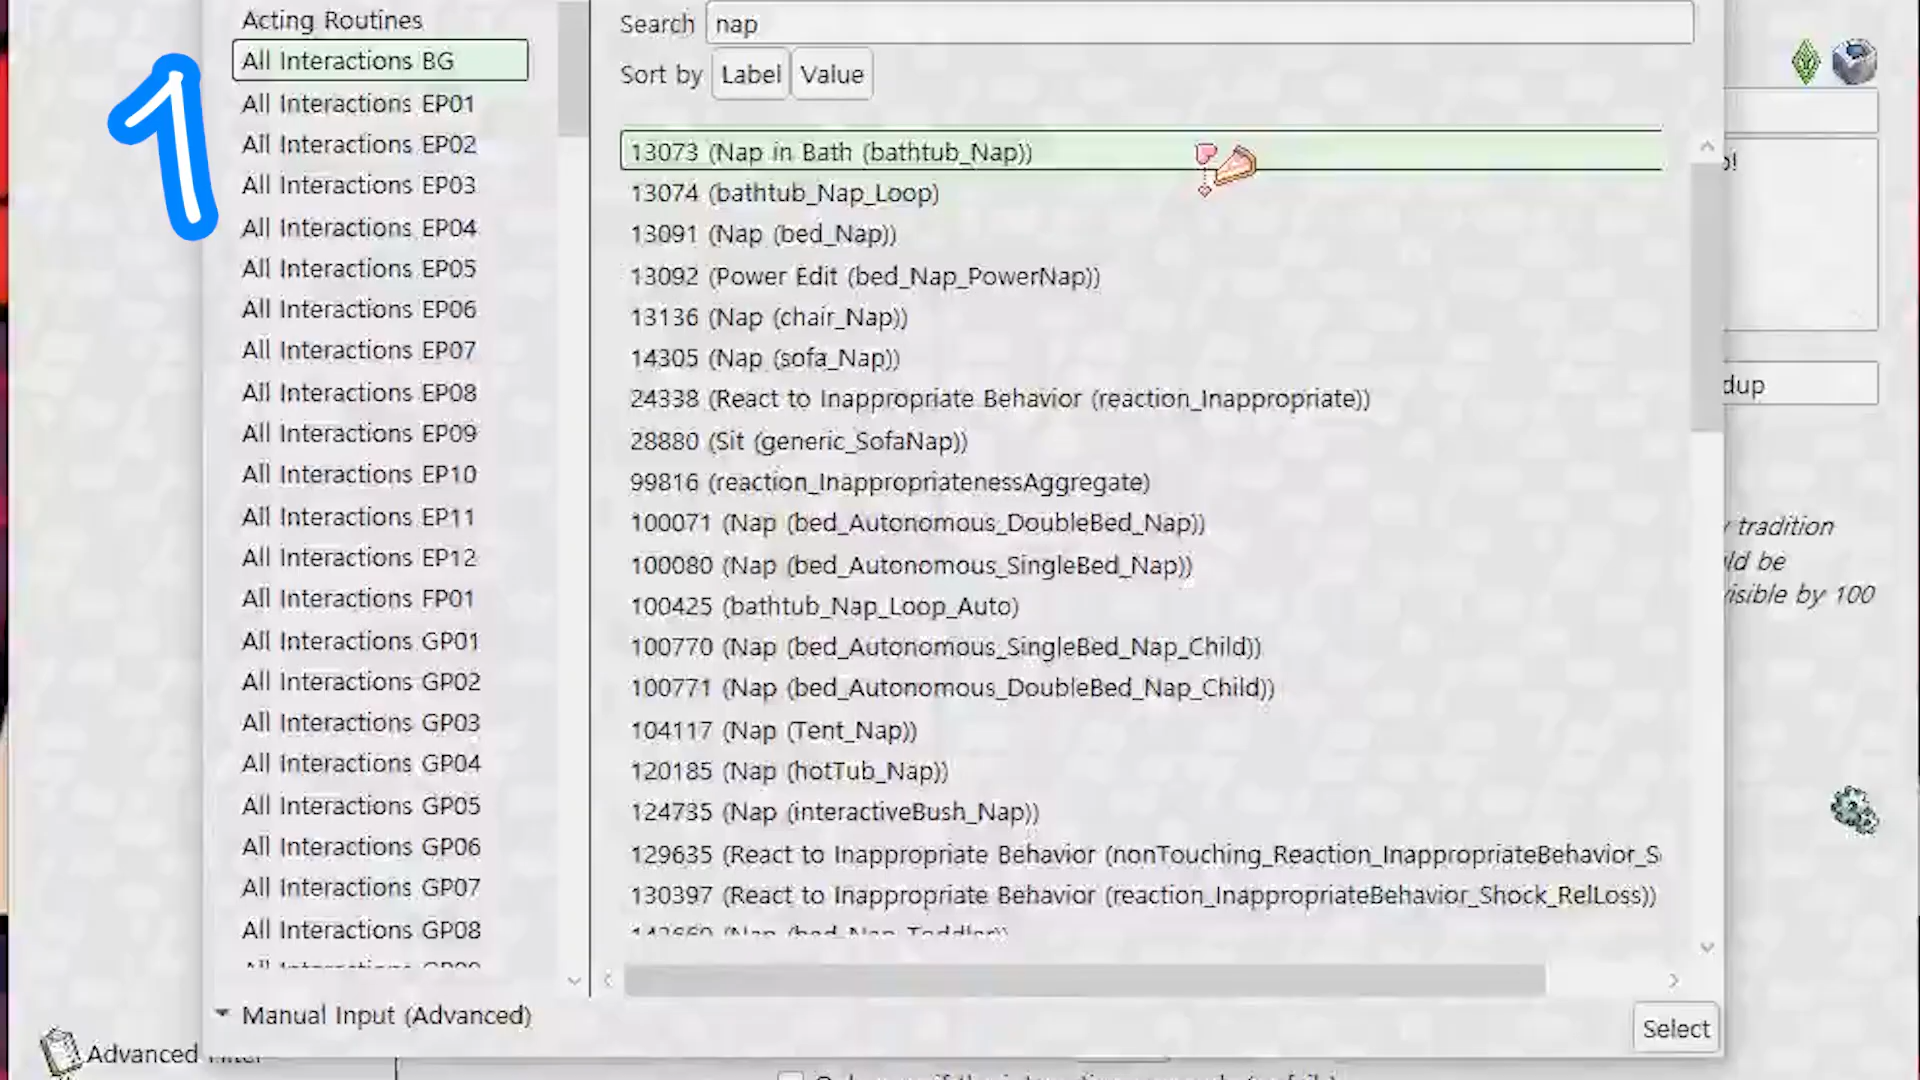 Acting Routines
All Interactions BG
All Interactions EP01
All Interactions EP02
All Interactions EP03
All Interactions EP04
All Interactions EP05
All Interactions EP06
All Interactions EP07
All Interactions EP08
All Interactions EP09
All Interactions EP10
All Interactions EP11
All Interactions EP12
All Interactions FP01
All Interactions GP01
All Interactions GP02
All Interactions GP03
All Interactions GP04
All Interactions GP05
All Interactions GP06
All Interactions GP07
All Interactions GP08
1
Search nap
Sort by Label Value
13073 (Nap in Bath (bathtub_Nap))
13074 (bathtub_Nap_Loop)
13091 (Nap (bed_Nap))
13092 (Power Edit (bed_Nap_PowerNap))
13136 (Nap (chair_Nap))
14305 (Nap (sofa_Nap))
24338 (React to Inappropriate Behavior (reaction_Inappropriate))
28880 (Sit (generic_SofaNap))
99816 (reaction_InappropriatenessAggregate)
100071 (Nap (bed_Autonomous_DoubleBed_Nap))
100080 (Nap (bed_Autonomous_SingleBed_Nap))
100425 (bathtub_Nap_Loop_Auto)
100770 (Nap (bed_Autonomous_SingleBed_Nap_Child))
100771 (Nap (bed_Autonomous_DoubleBed_Nap_Child))
104117 (Nap (Tent_Nap))
120185 (Nap (hotTub_Nap))
124735 (Nap (interactiveBush_Nap))
129635 (React to Inappropriate Behavior (nonTouching_Reaction_InappropriateBehavior_S
130397 (React to Inappropriate Behavior (reaction_InappropriateBehavior_Shock_RelLoss))
Manual Input (Advanced)
Select
Advanced
dup
tradition
ld be
visible by 100